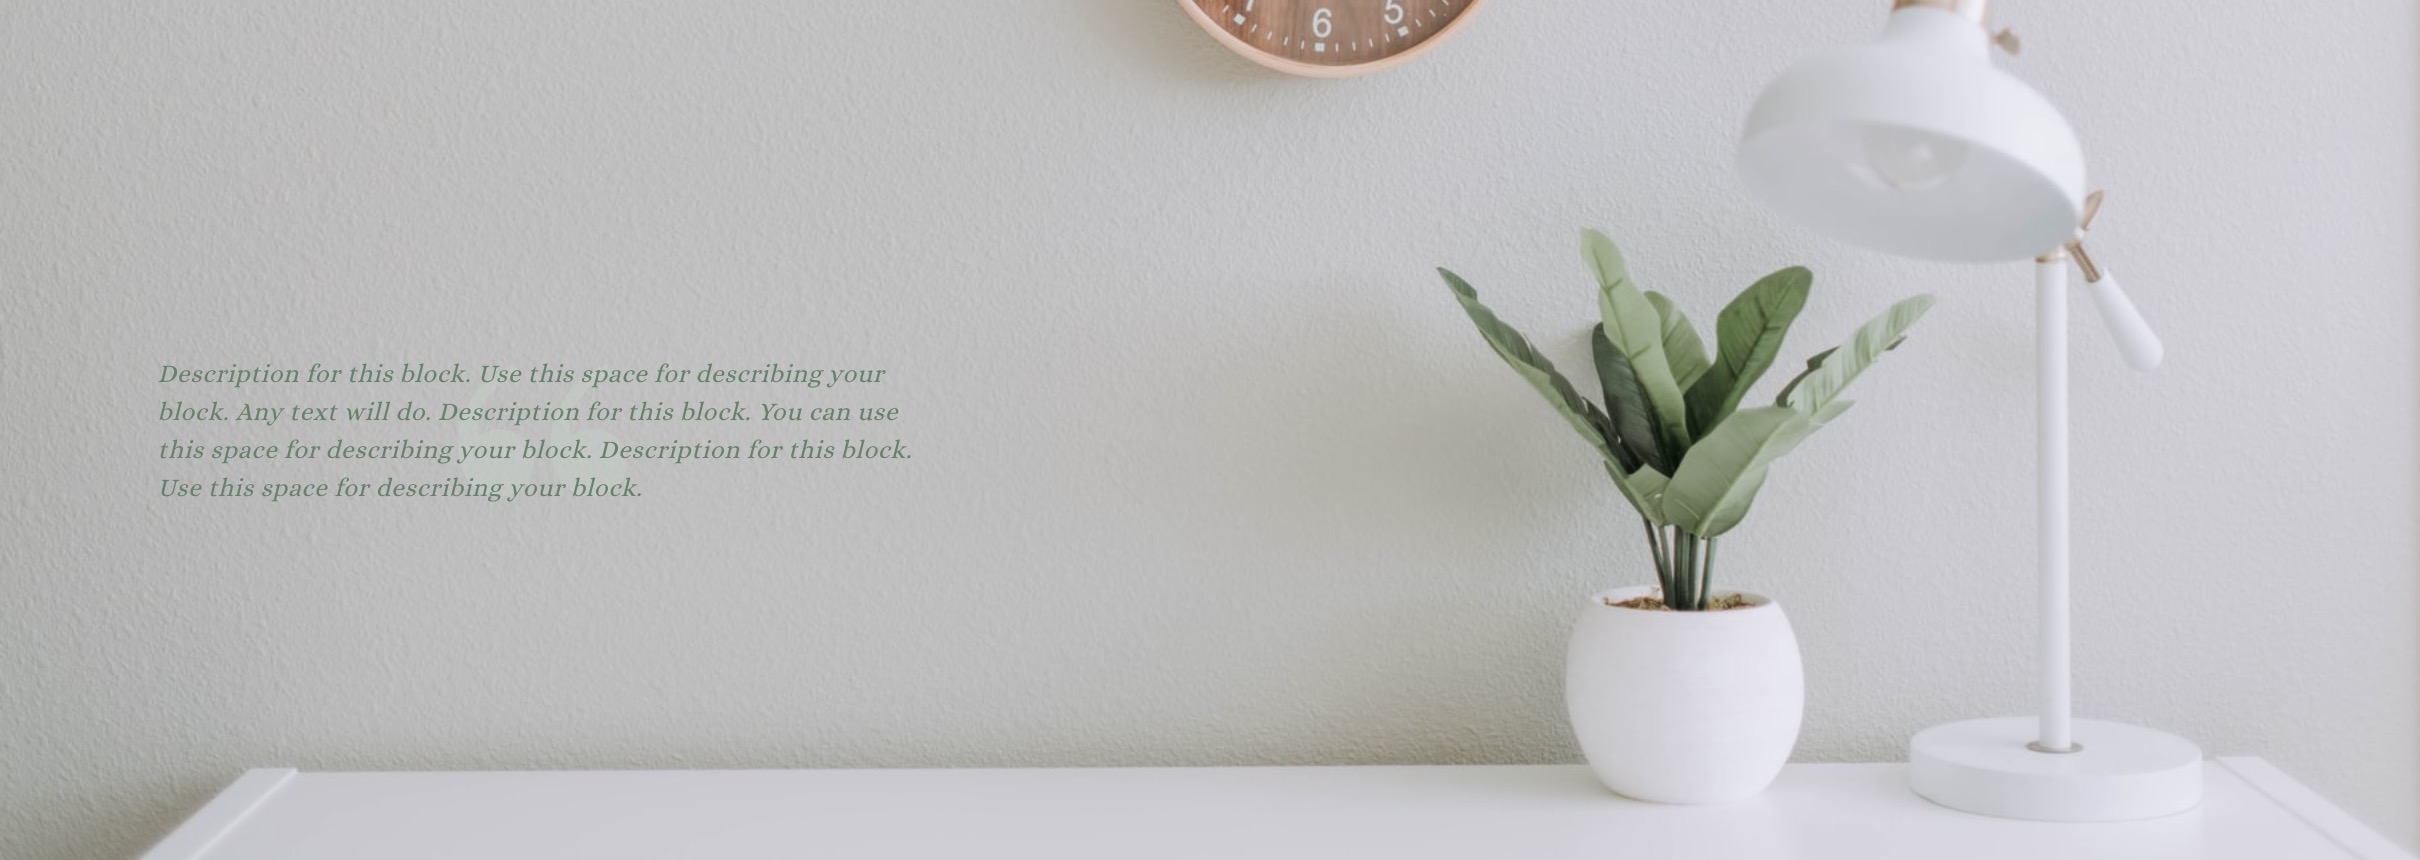 6
5
Description for this block. Use this space for describing your
block. Any text will do. Description for this block. You can use
this space for describing your block. Description for this block.
Use this space for describing your block.